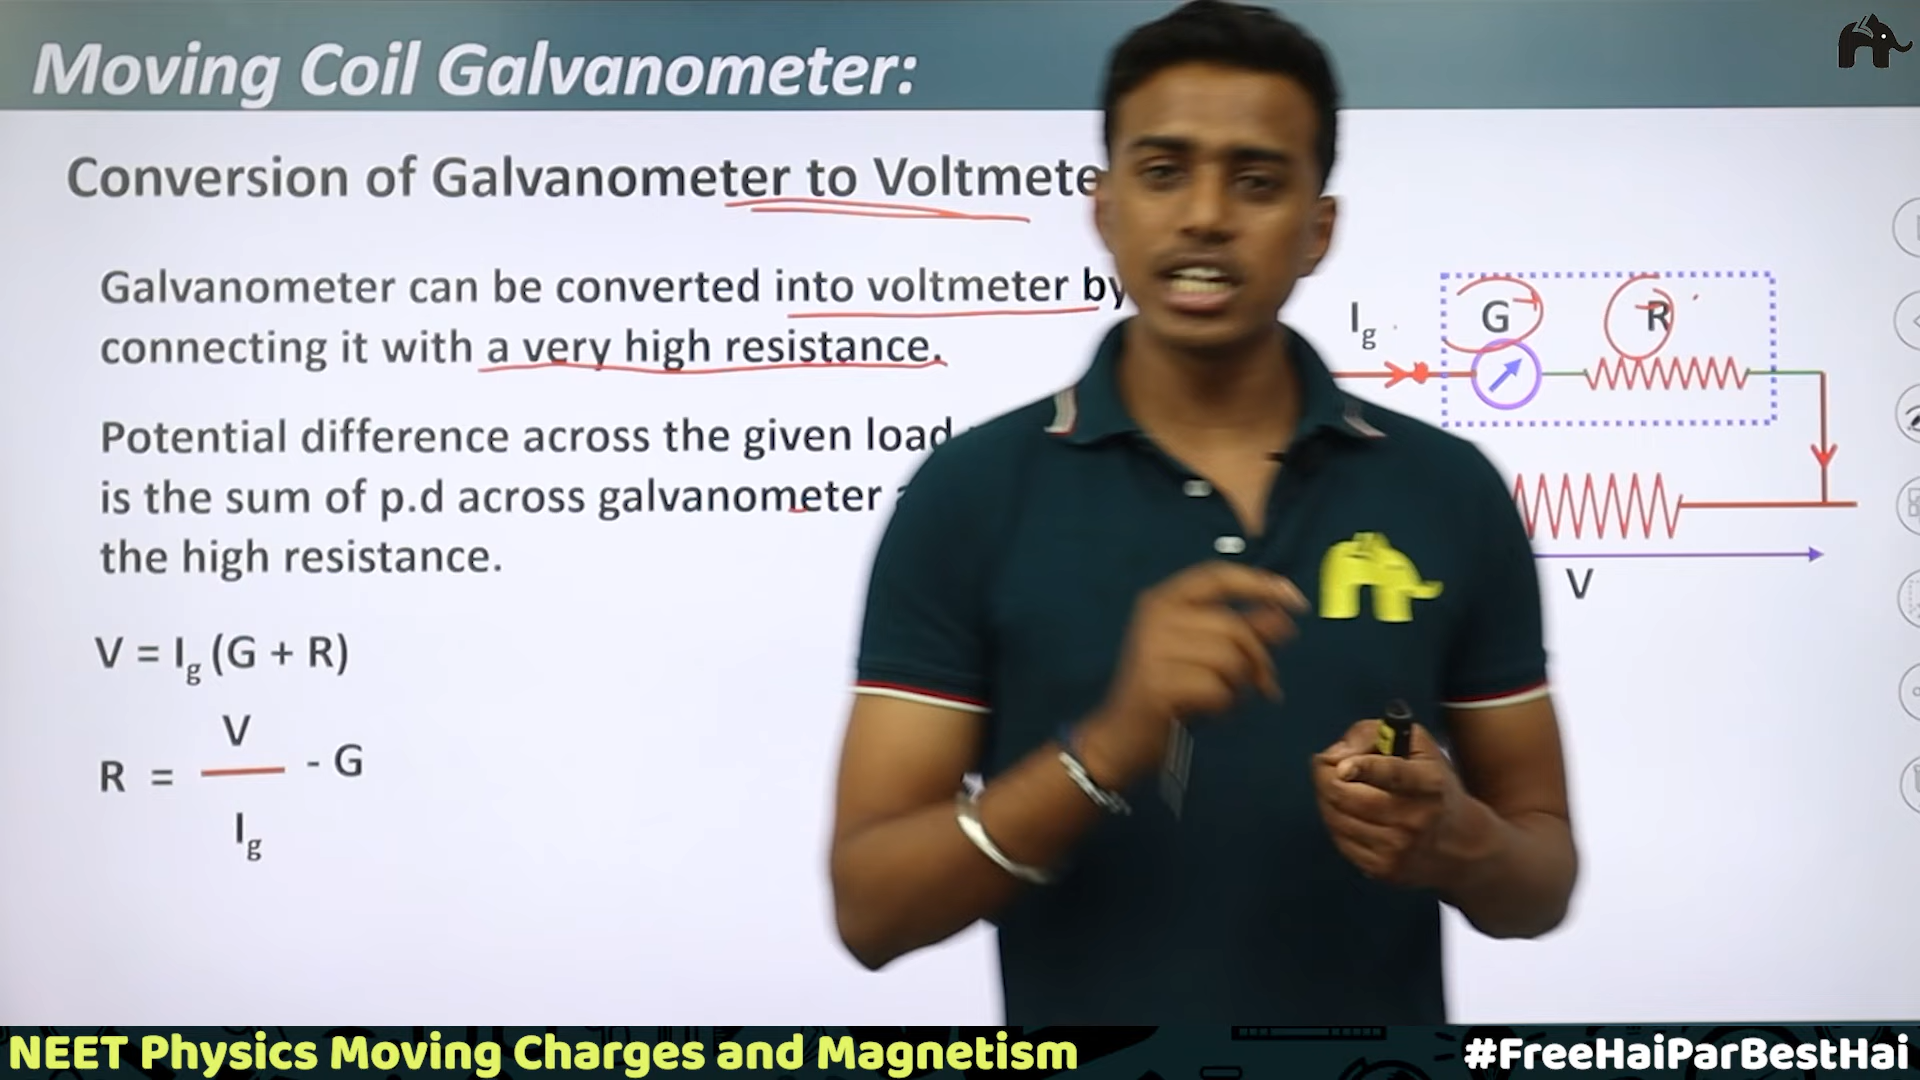 Moving Coil Galvanometer:
Conversion of Galvanometer to Voltmete
Galvanometer can be converted into voltmeter by
connecting it with a very high resistance.
Potential difference across the given load
is the sum of p.d across galvanometer
the high resistance.
V = Ig (G + R)
R = V / Ig - G
Ig
G
R
V
NEET Physics Moving Charges and Magnetism
#FreeHaiParBestHai